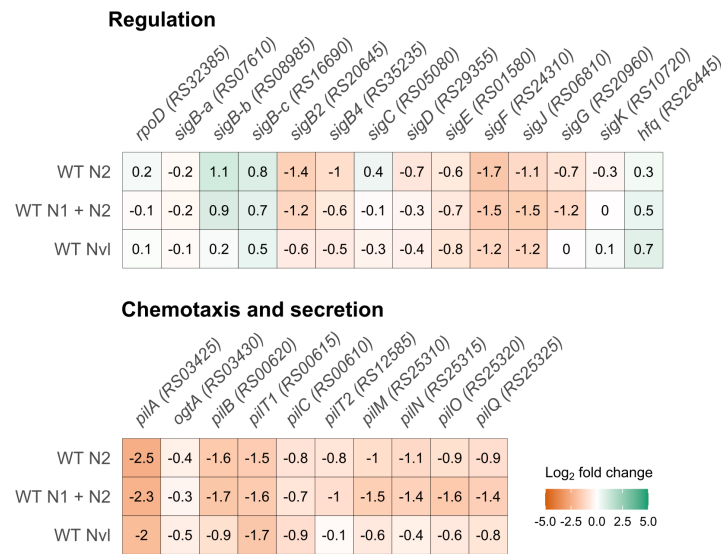 Regulation
rpoD (RS32385) sigB-a (RS07610) sigB-b (RS08985) sigB-c (RS16690) sigB2 (RS20645) sigB4 (RS35235) sigC (RS05080) sigD (RS29355) sigE (RS01580) sigF (RS24310) sigJ (RS06810) sigG (RS20960) sigK (RS10720) hfq (RS26445)
WT N2 0.2 -0.2 1.1 0.8 -1.4 -1 0.4 -0.7 -0.6 -1.7 -1.1 -0.7 -0.3 0.3
WT N1 + N2 -0.1 -0.2 0.9 0.7 -1.2 -0.6 -0.1 -0.3 -0.7 -1.5 -1.5 -1.2 0 0.5
WT Nvl 0.1 -0.1 0.2 0.5 -0.6 -0.5 -0.3 -0.4 -0.8 -1.2 -1.2 0 0.1 0.7
Chemotaxis and secretion
pilA (RS03425) ogtA (RS03430) pilB (RS00620) pilT1 (RS00615) pilC (RS00610) pilT2 (RS12585) pilM (RS25310) pilN (RS25315) pilO (RS25320) pilQ (RS25325)
WT N2 -2.5 -0.4 -1.6 -1.5 -0.8 -0.8 -1 -1.1 -0.9 -0.9
WT N1 + N2 -2.3 -0.3 -1.7 -1.6 -0.7 -1 -1.5 -1.4 -1.6 -1.4
WT Nvl -2 -0.5 -0.9 -1.7 -0.9 -0.1 -0.6 -0.4 -0.6 -0.8
Log₂ fold change
-5.0 -2.5 0.0 2.5 5.0